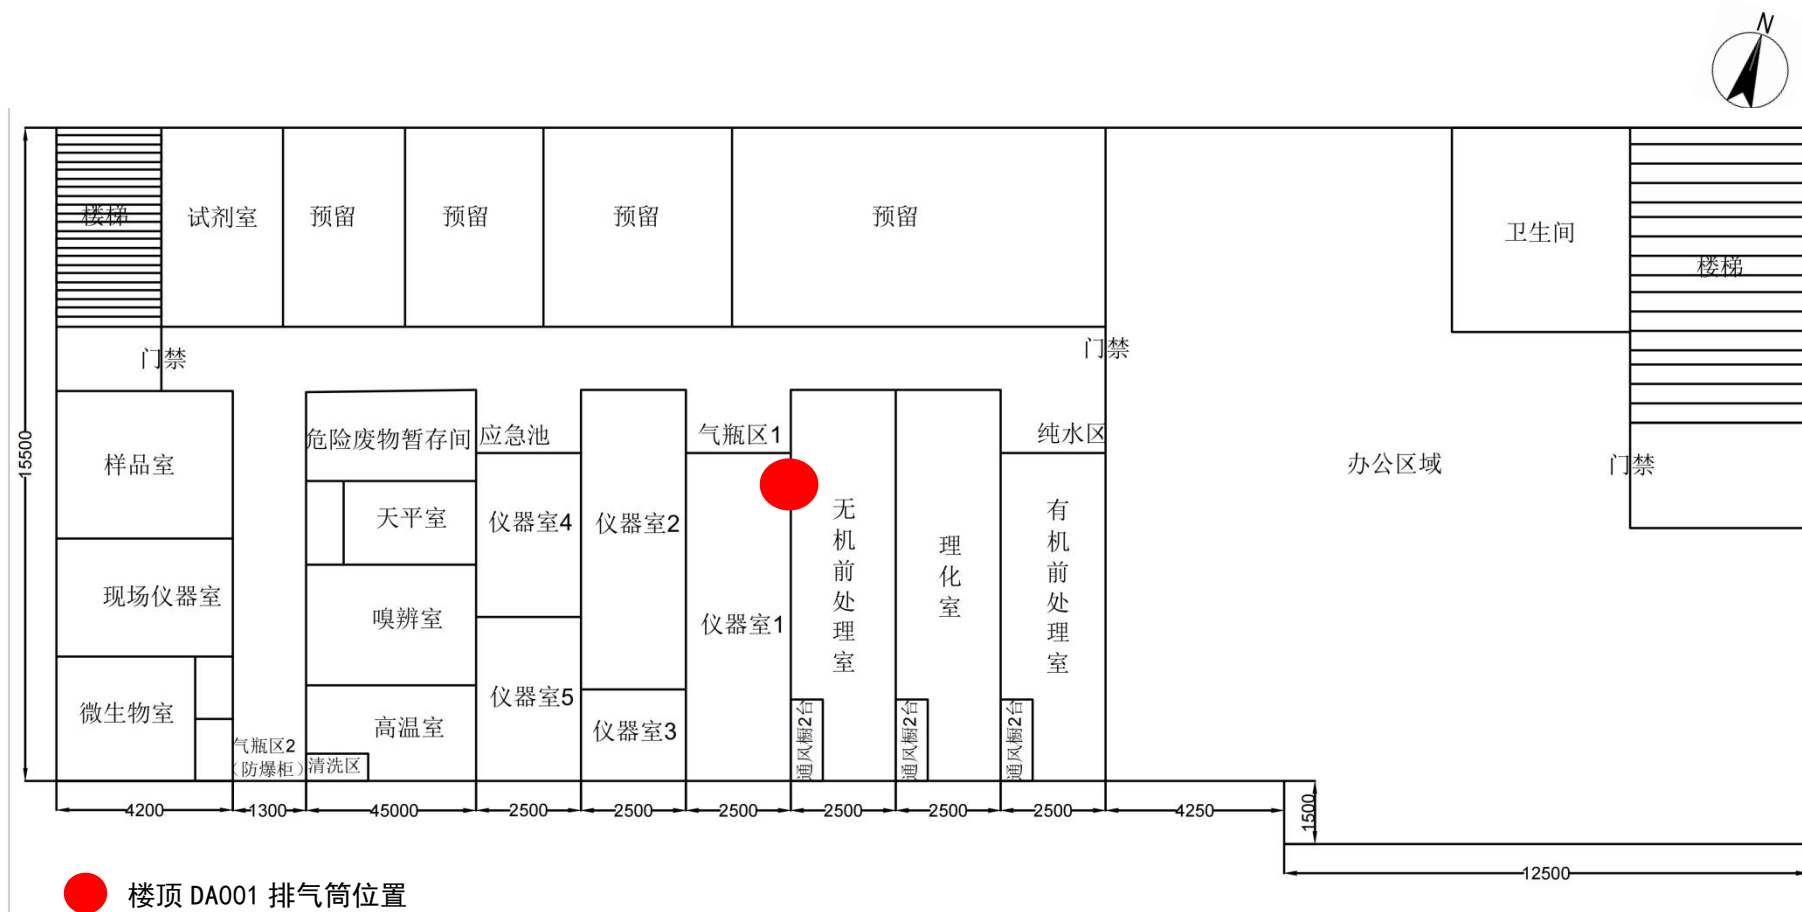 N
楼梯
试剂室
预留
预留
预留
预留
卫生间
楼梯
门禁
门禁
15500
样品室
危险废物暂存间
应急池
气瓶区1
纯水区
办公区域
门禁
天平室
仪器室4
仪器室2
无机前处理室
理化室
有机前处理室
现场仪器室
嗅辨室
仪器室1
微生物室
高温室
仪器室5
仪器室3
气瓶区2
（防爆柜）
清洗区
通风橱2台
通风橱2台
通风橱2台
4200
1300
45000
2500
2500
2500
2500
2500
2500
4250
1500
12500
楼顶 DA001 排气筒位置